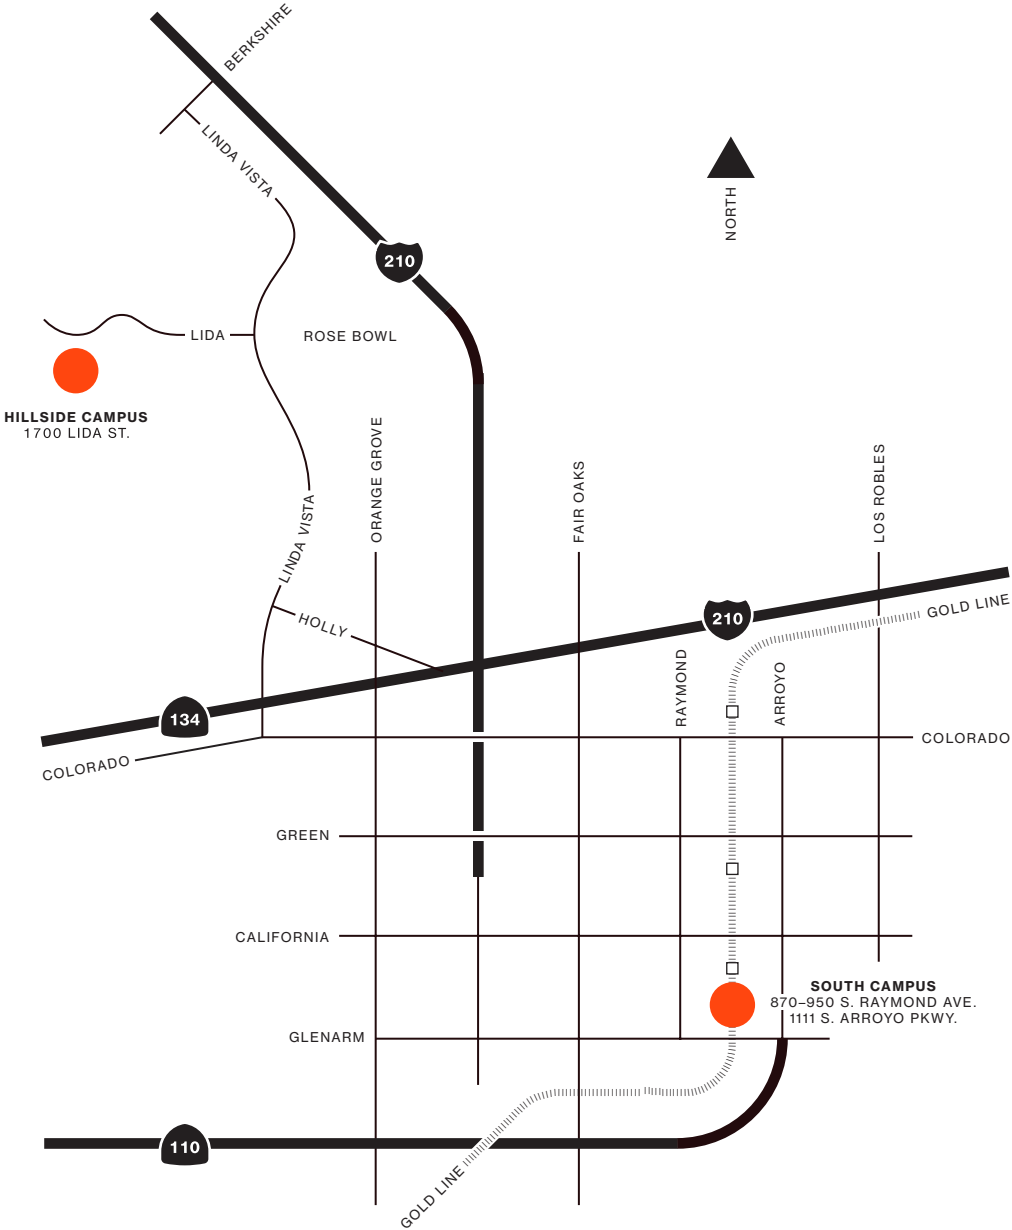 BERKSHIRE
LINDA VISTA
NORTH
210
LIDA
ROSE BOWL
HILLSIDE CAMPUS
1700 LIDA ST.
ORANGE GROVE
FAIR OAKS
LOS ROBLES
LINDA VISTA
HOLLY
210
GOLD LINE
RAYMOND
ARROYO
134
COLORADO
COLORADO
GREEN
CALIFORNIA
SOUTH CAMPUS
870–950 S. RAYMOND AVE.
1111 S. ARROYO PKWY.
GLENARM
110
GOLD LINE